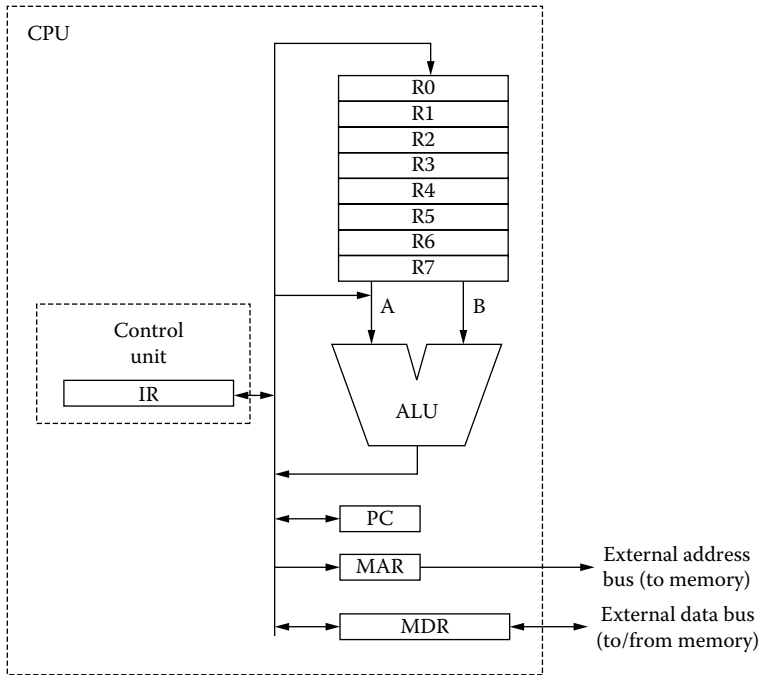 CPU
R0
R1
R2
R3
R4
R5
R6
R7
A
B
Control
unit
IR
ALU
PC
MAR
External address
bus (to memory)
MDR
External data bus
(to/from memory)